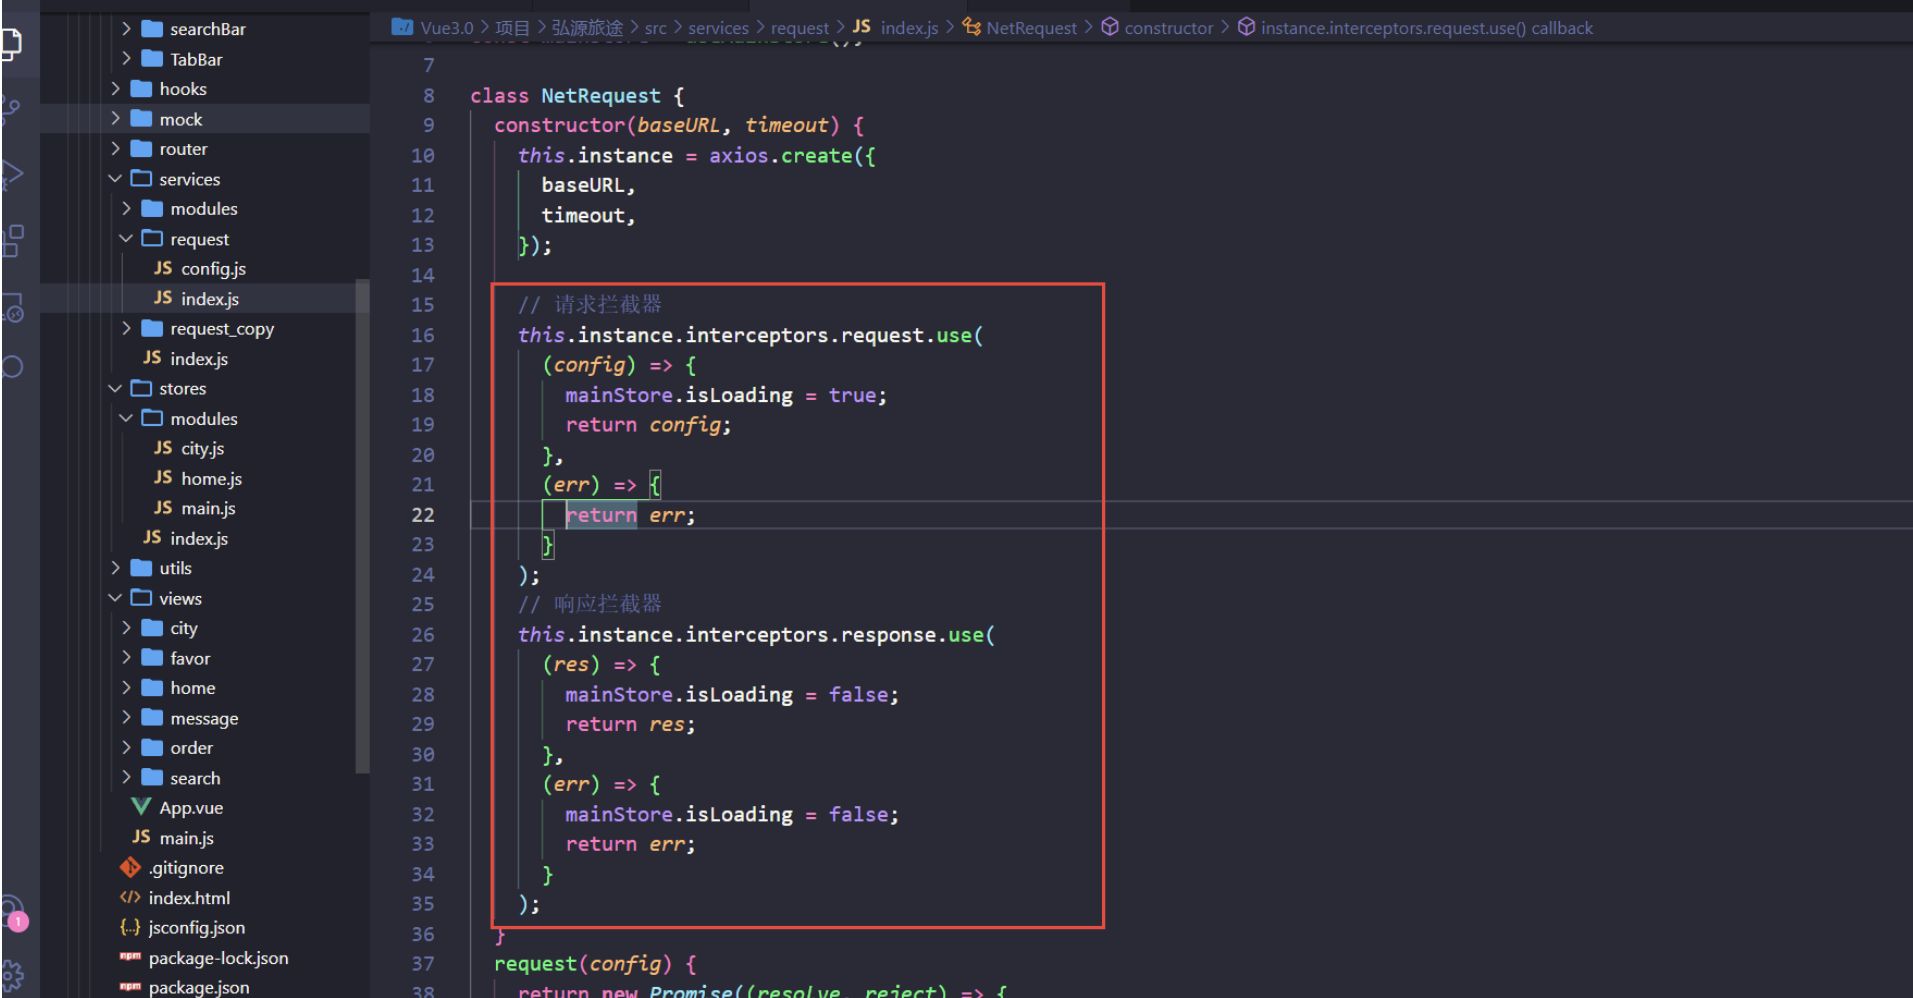 searchBar
TabBar
hooks
mock
router
services
modules
request
JS config.js
JS index.js
request_copy
JS index.js
stores
modules
JS city.js
JS home.js
JS main.js
JS index.js
utils
views
city
favor
home
message
order
search
App.vue
JS main.js
.gitignore
</> index.html
{..} jsconfig.json
npm package-lock.json
npm package.json
1
Vue3.0 > 项目 > 弘源旅途 > src > services > request > JS index.js > NetRequest > constructor > instance.interceptors.request.use() callback
7
8 class NetRequest {
9 constructor(baseURL, timeout) {
10 this.instance = axios.create({
11 baseURL,
12 timeout,
13 });
14
15 // 请求拦截器
16 this.instance.interceptors.request.use(
17 (config) => {
18 mainStore.isLoading = true;
19 return config;
20 },
21 (err) => {
22 return err;
23 }
24 );
25 // 响应拦截器
26 this.instance.interceptors.response.use(
27 (res) => {
28 mainStore.isLoading = false;
29 return res;
30 },
31 (err) => {
32 mainStore.isLoading = false;
33 return err;
34 }
35 );
36 }
37 request(config) {
38 return new Promise((resolve, reject) => {